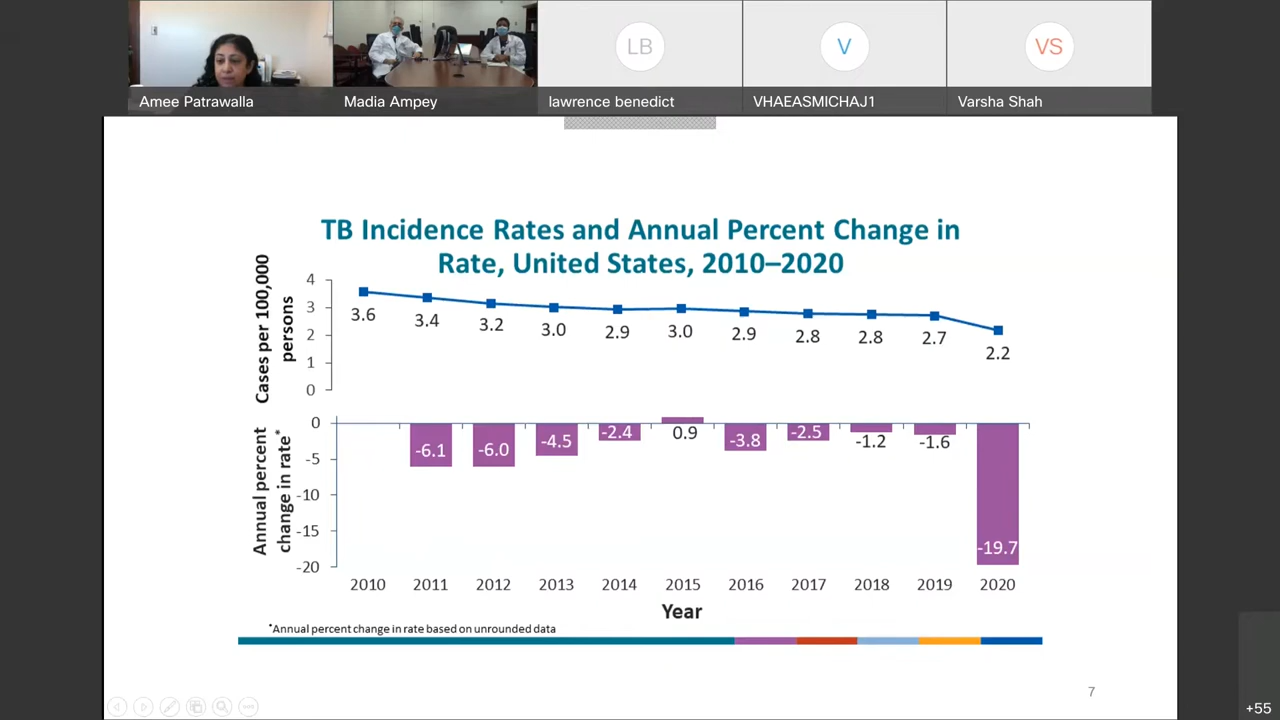 LB
V
VS
Amee Patrawalla
Madia Ampey
lawrence benedict
VHAEASMICHAJ1
Varsha Shah
TB Incidence Rates and Annual Percent Change in
Rate, United States, 2010–2020
Cases per 100,000
persons
4
3
2
1
0
3.6
3.4
3.2
3.0
2.9
3.0
2.9
2.8
2.8
2.7
2.2
Annual percent
change in rate*
0
-5
-10
-15
-20
-6.1
-6.0
-4.5
-2.4
0.9
-3.8
-2.5
-1.2
-1.6
-19.7
2010 2011 2012 2013 2014 2015 2016 2017 2018 2019 2020
Year
*Annual percent change in rate based on unrounded data
7
+55